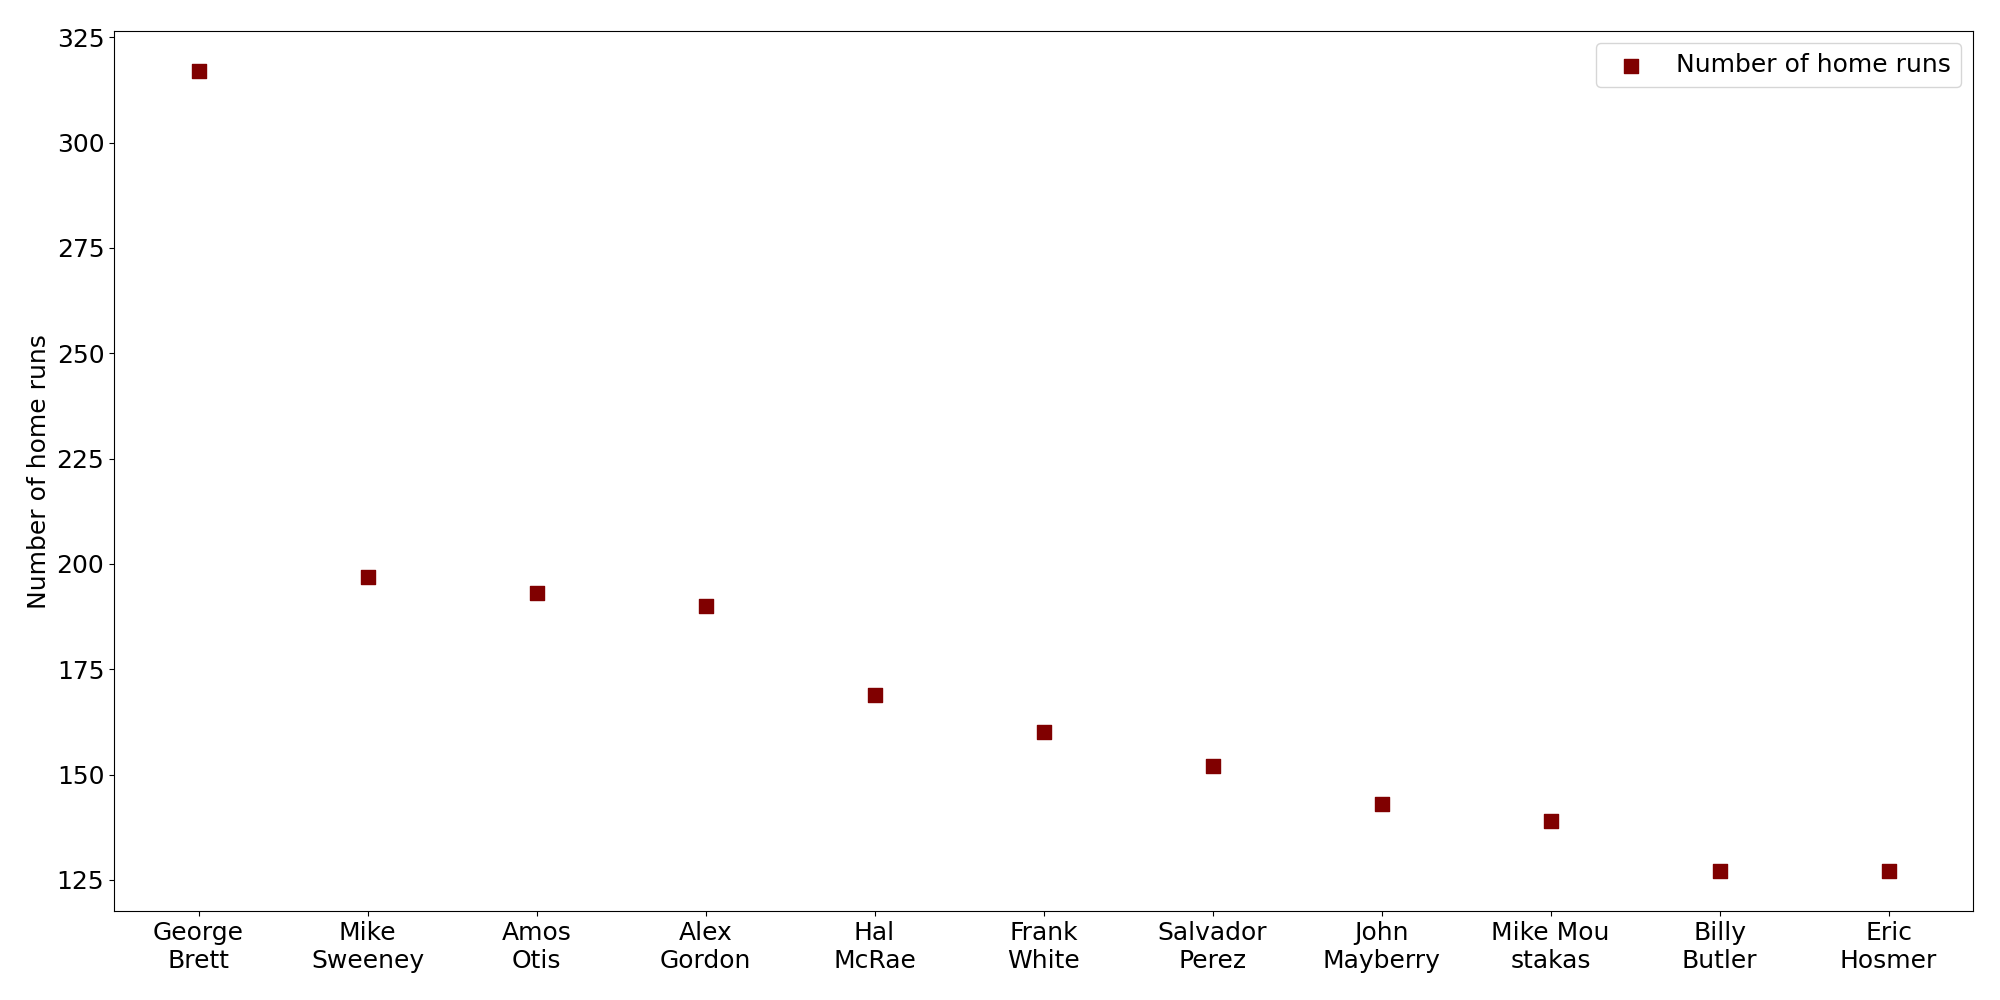 Number of home runs
325
300
275
250
225
200
175
150
125
Number of home runs
George
Brett
Mike
Sweeney
Amos
Otis
Alex
Gordon
Hal
McRae
Frank
White
Salvador
Perez
John
Mayberry
Mike Mou
stakas
Billy
Butler
Eric
Hosmer